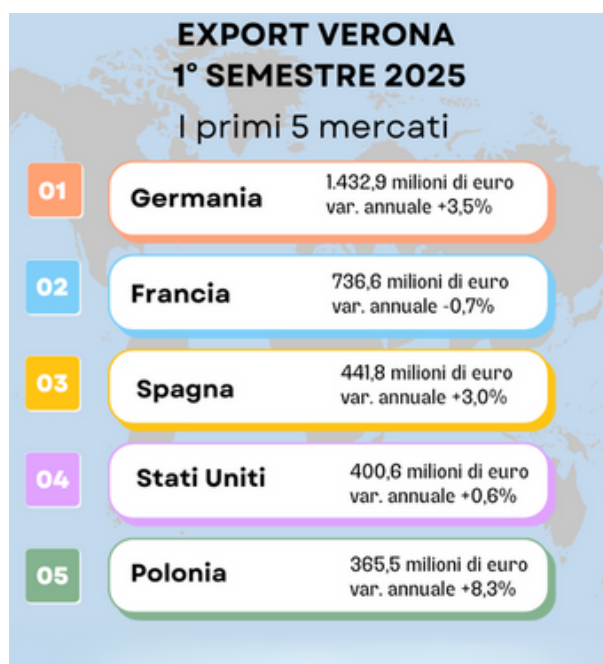 EXPORT VERONA
1° SEMESTRE 2025
I primi 5 mercati
01
Germania
1.432,9 milioni di euro
var. annuale +3,5%
02
Francia
736,6 milioni di euro
var. annuale -0,7%
03
Spagna
441,8 milioni di euro
var. annuale +3,0%
04
Stati Uniti
400,6 milioni di euro
var. annuale +0,6%
05
Polonia
365,5 milioni di euro
var. annuale +8,3%